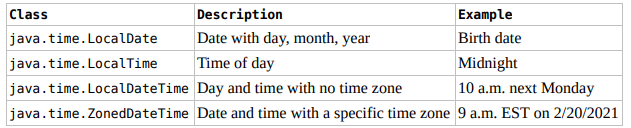 Class Description Example
java.time.LocalDate Date with day, month, year Birth date
java.time.LocalTime Time of day Midnight
java.time.LocalDateTime Day and time with no time zone 10 a.m. next Monday
java.time.ZonedDateTime Date and time with a specific time zone 9 a.m. EST on 2/20/2021